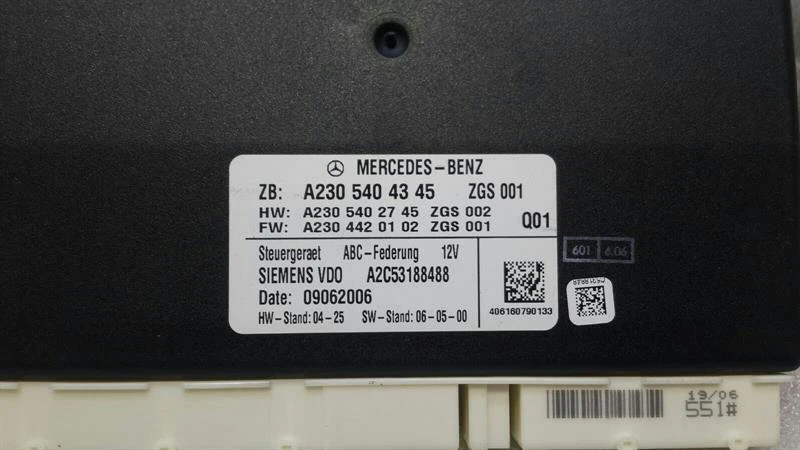 MERCEDES-BENZ
ZB: A230 540 43 45 ZGS 001
HW: A230 540 27 45 ZGS 002
FW: A230 442 01 02 ZGS 001 Q01
Steuergeraet ABC-Federung 12V
SIEMENS VDO A2C53188488
Date: 09062006
HW-Stand: 04-25 SW-Stand: 06-05-00
406160790133
601 6.06
19/06
551#